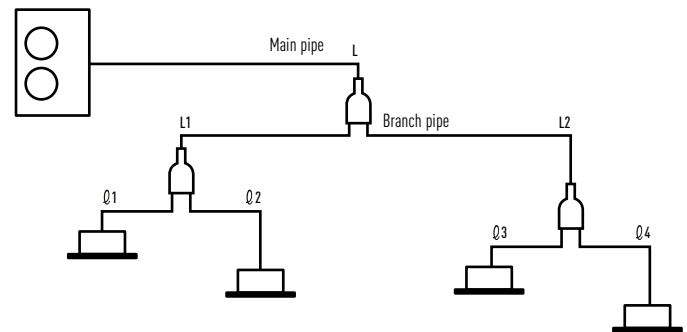 Main pipe
L
L1
Branch pipe
L2
ℓ1
ℓ2
ℓ3
ℓ4